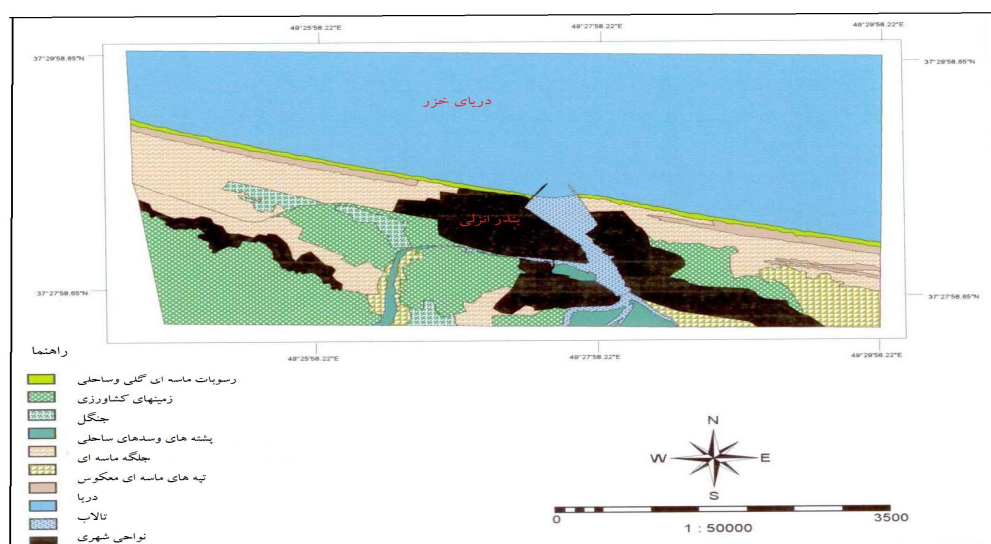 49°25'58.22"E
49°27'58.22"E
49°29'58.22"E
37°29'58.65"N
37°29'58.65"N
دریای خزر
بندر انزلی
37°27'58.65"N
37°27'58.65"N
49°25'58.22"E
49°27'58.22"E
49°29'58.22"E
راهنما
رسوبات ماسه ای گلی وساحلی
زمینهای کشاورزی
جنگل
پشته های وسدهای ساحلی
جلگه ماسه ای
تپه های ماسه ای معکوس
دریا
تالاب
نواحی شهری
N
W
E
S
0
3500
1 : 50000